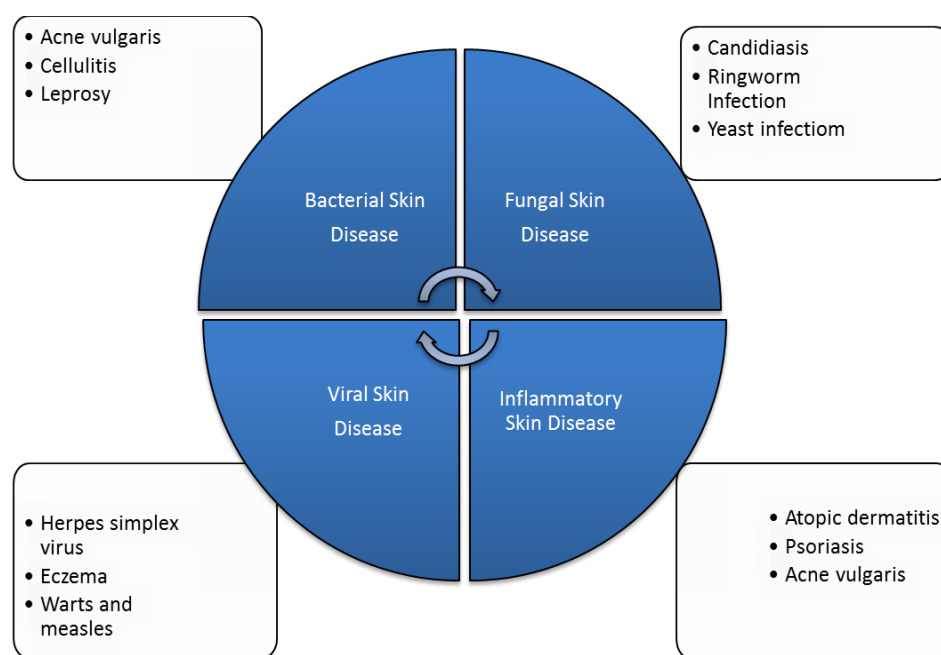 • Acne vulgaris
• Cellulitis
• Leprosy
• Candidiasis
• Ringworm
Infection
• Yeast infectiom
Bacterial Skin
Disease
Fungal Skin
Disease
Viral Skin
Disease
Inflammatory
Skin Disease
• Herpes simplex
virus
• Eczema
• Warts and
measles
• Atopic dermatitis
• Psoriasis
• Acne vulgaris